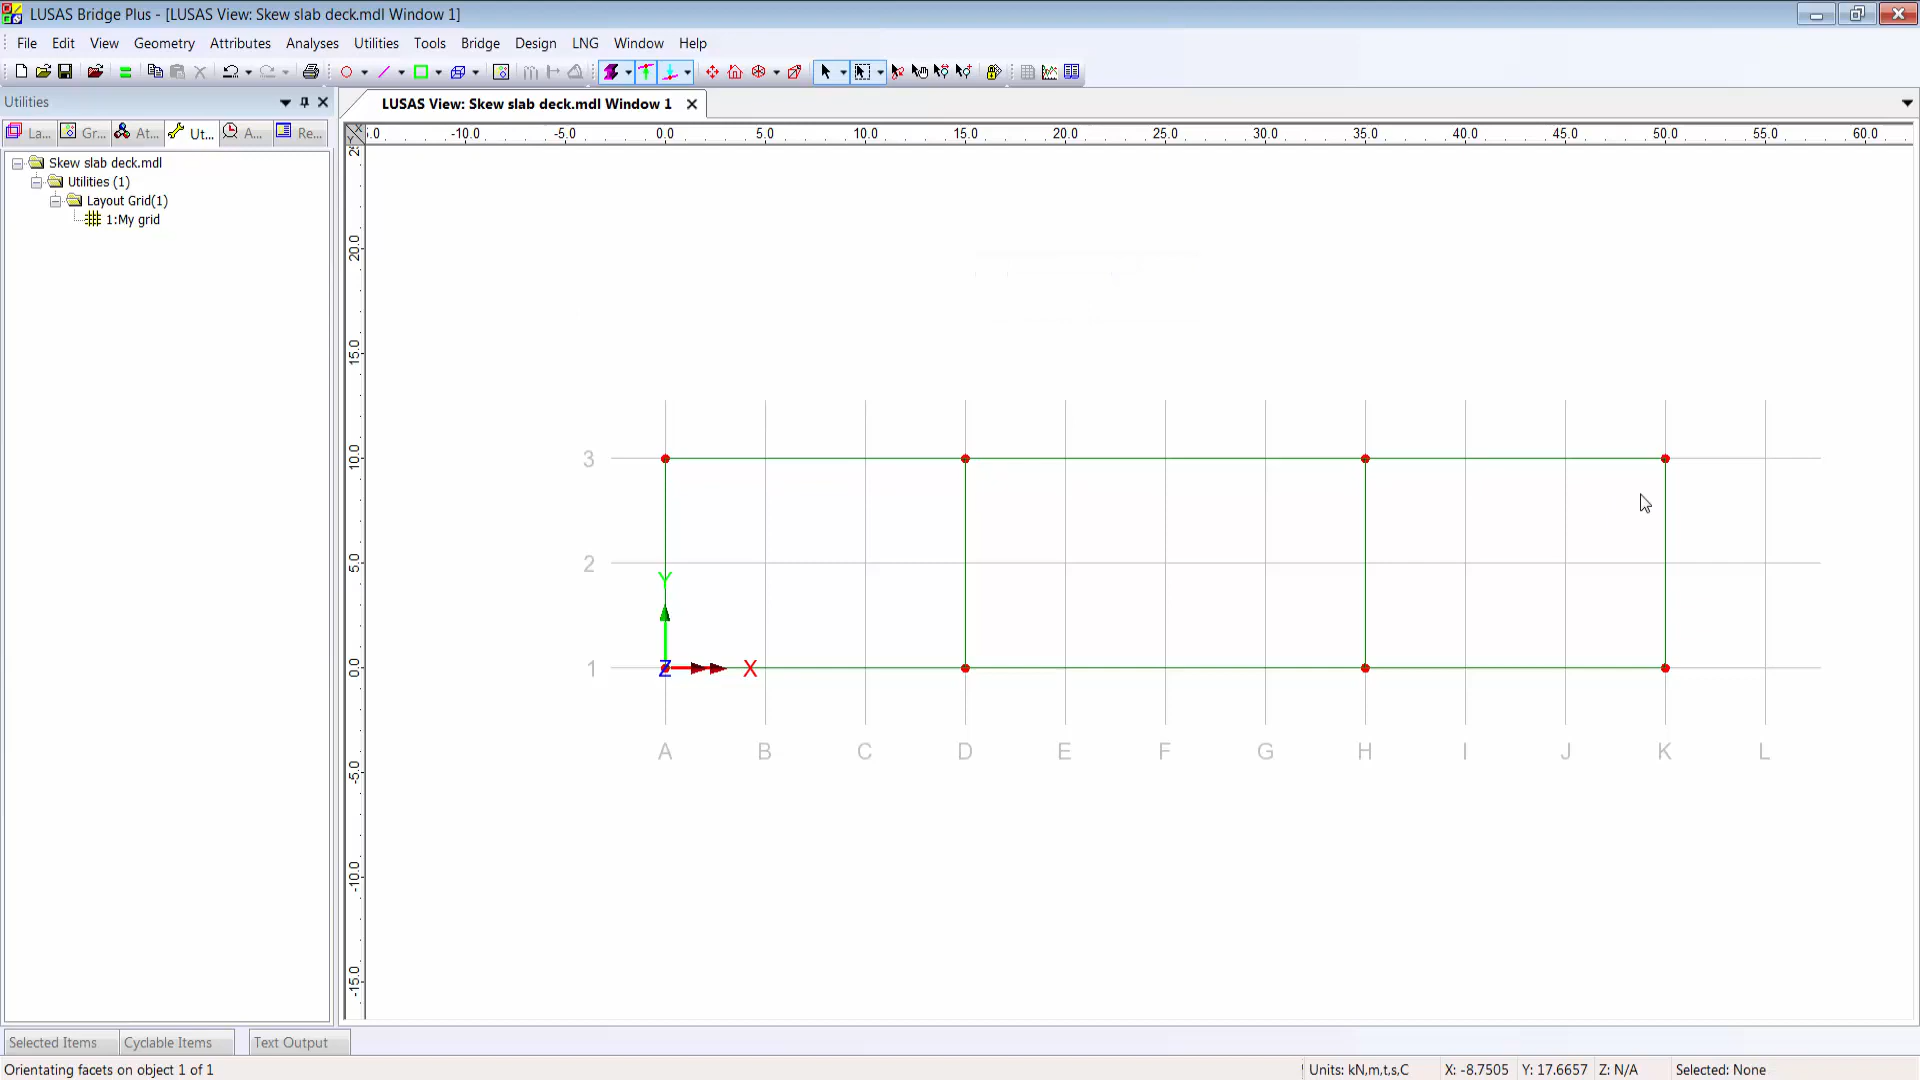 LUSAS Bridge Plus - [LUSAS View: Skew slab deck.mdl Window 1]
File Edit View Geometry Attributes Analyses Utilities Tools Bridge Design LNG Window Help
Utilities
LUSAS View: Skew slab deck.mdl Window 1
La... Gr... At... Ut... A... Re...
-10.0 -5.0 0.0 5.0 10.0 15.0 20.0 25.0 30.0 35.0 40.0 45.0 50.0 55.0 60.0
Skew slab deck.mdl
Utilities (1)
Layout Grid(1)
1:My grid
20.0
15.0
10.0
5.0
0.0
-5.0
-10.0
-15.0
3
2
1
Y
Z
X
A B C D E F G H I J K L
Selected Items Cyclable Items Text Output
Orientating facets on object 1 of 1
Units: kN,m,t,s,C X: -8.7505 Y: 17.6657 Z: N/A Selected: None